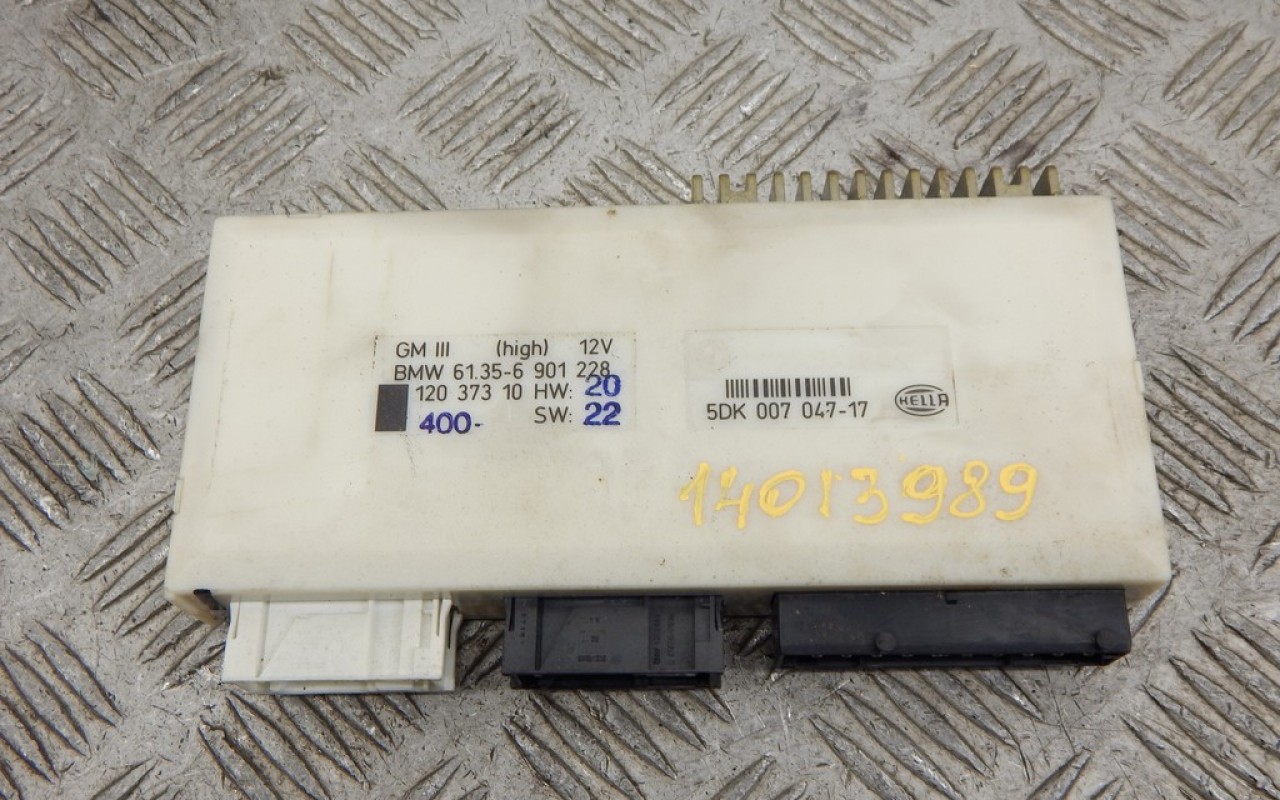 GM III (high) 12V
BMW 61.35-6 901 228
120 373 10 HW: 20
400- SW: 22
5DK 007 047-17
HELLA
14013989